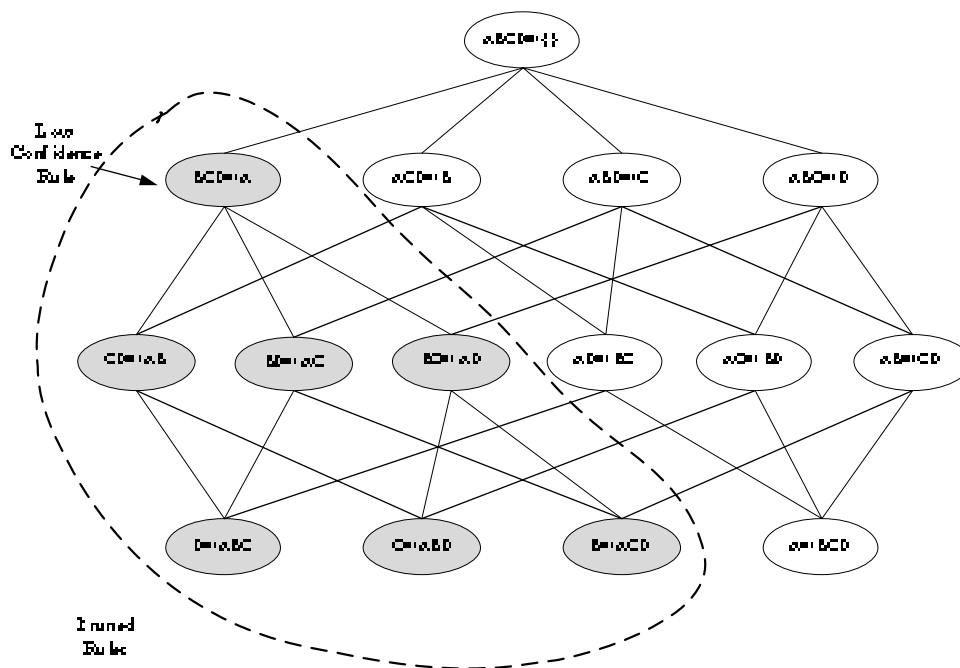 ABCD=>{}
Low
Confidence
Rule
BCD=>A
ACD=>B
ABD=>C
ABC=>D
CD=>AB
BD=>AC
BC=>AD
AD=>BC
AC=>BD
AB=>CD
D=>ABC
C=>ABD
B=>ACD
A=>BCD
Pruned
Rules